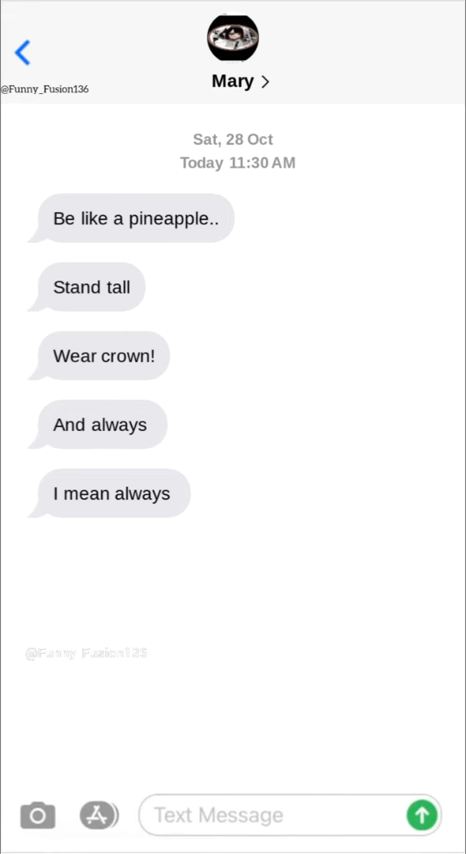 @Funny_Fusion136
Mary
Sat, 28 Oct
Today 11:30 AM
Be like a pineapple..
Stand tall
Wear crown!
And always
I mean always
Text Message